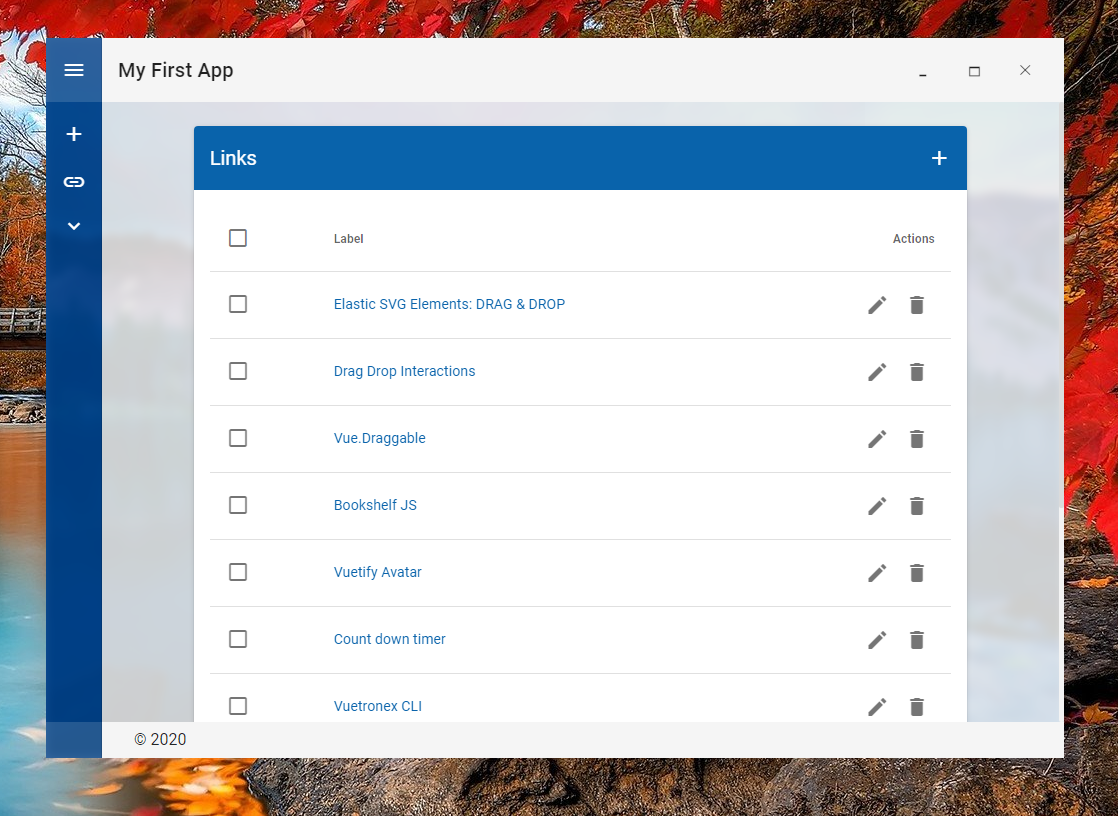 My First App
Links
Label Actions
Elastic SVG Elements: DRAG & DROP
Drag Drop Interactions
Vue.Draggable
Bookshelf JS
Vuetify Avatar
Count down timer
Vuetronex CLI
© 2020